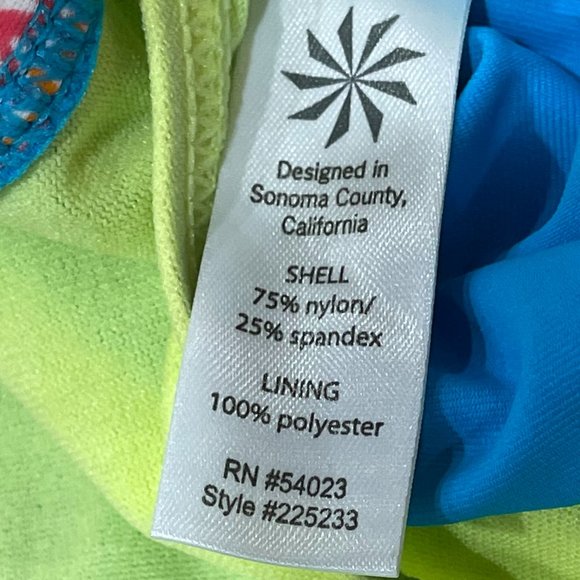 Designed in
Sonoma County,
California
SHELL
75% nylon/
25% spandex
LINING
100% polyester
RN #54023
Style #225233